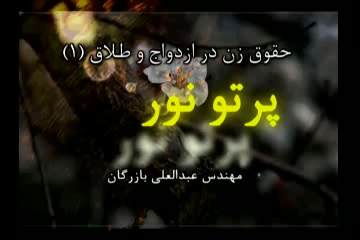 حقوق زن در ازدواج و طلاق (۱)
پرتو نور
مهندس عبدالعلی بازرگان